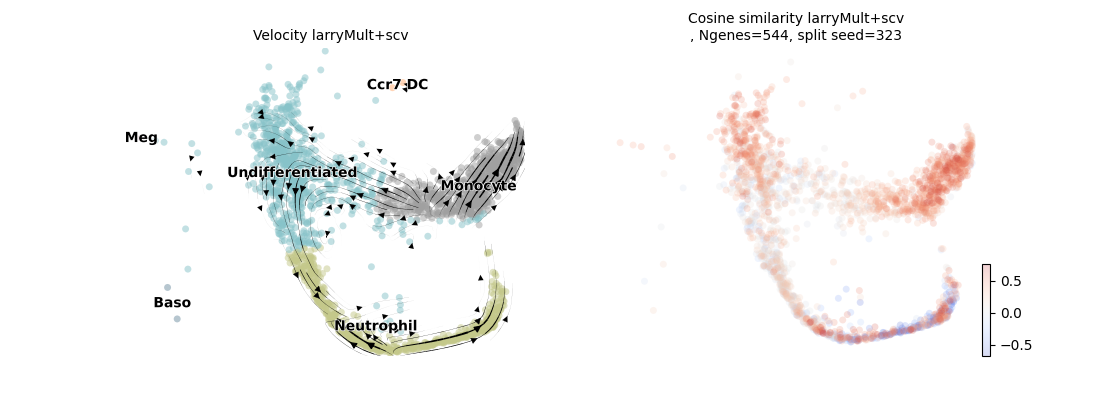 Velocity larryMult+scv
Ccr7 DC
Meg
Undifferentiated
Monocyte
Baso
Neutrophil
Cosine similarity larryMult+scv
, Ngenes=544, split seed=323
0.5
0.0
−0.5